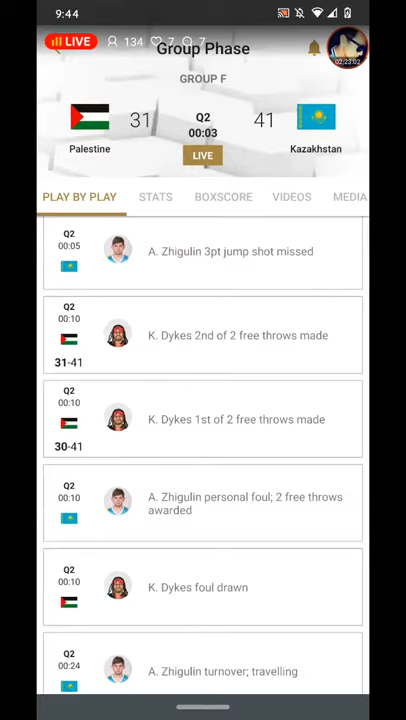 9:44
LIVE 134 7 7
Group Phase
02:23:02
GROUP F
31 Q2 41
00:03
Palestine LIVE Kazakhstan
PLAY BY PLAY STATS BOXSCORE VIDEOS MEDIA
Q2
00:05
A. Zhigulin 3pt jump shot missed
Q2
00:10
K. Dykes 2nd of 2 free throws made
31-41
Q2
00:10
K. Dykes 1st of 2 free throws made
30-41
Q2
00:10
A. Zhigulin personal foul; 2 free throws
awarded
Q2
00:10
K. Dykes foul drawn
Q2
00:24
A. Zhigulin turnover; travelling